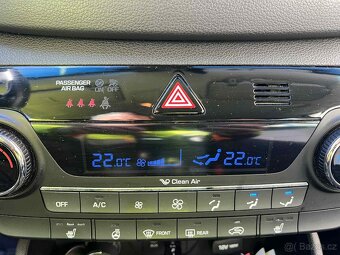 PASSENGER
AIR BAG
ON OFF
22.0°C
22.0°C
Clean Air
OFF
A/C
FRONT
REAR